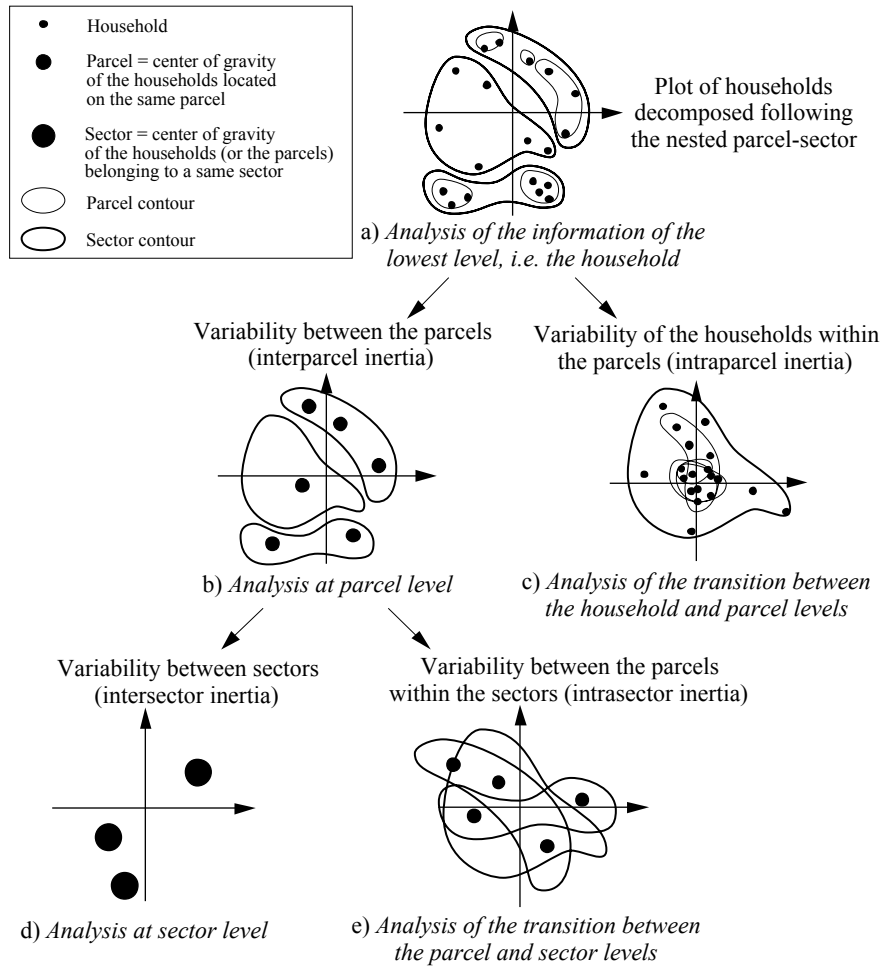 Household
Parcel = center of gravity
of the households located
on the same parcel
Sector = center of gravity
of the households (or the parcels)
belonging to a same sector
Parcel contour
Sector contour
Plot of households
decomposed following
the nested parcel-sector
a) Analysis of the information of the
lowest level, i.e. the household
Variability between the parcels
(interparcel inertia)
Variability of the households within
the parcels (intraparcel inertia)
b) Analysis at parcel level
c) Analysis of the transition between
the household and parcel levels
Variability between sectors
(intersector inertia)
Variability between the parcels
within the sectors (intrasector inertia)
d) Analysis at sector level
e) Analysis of the transition between
the parcel and sector levels